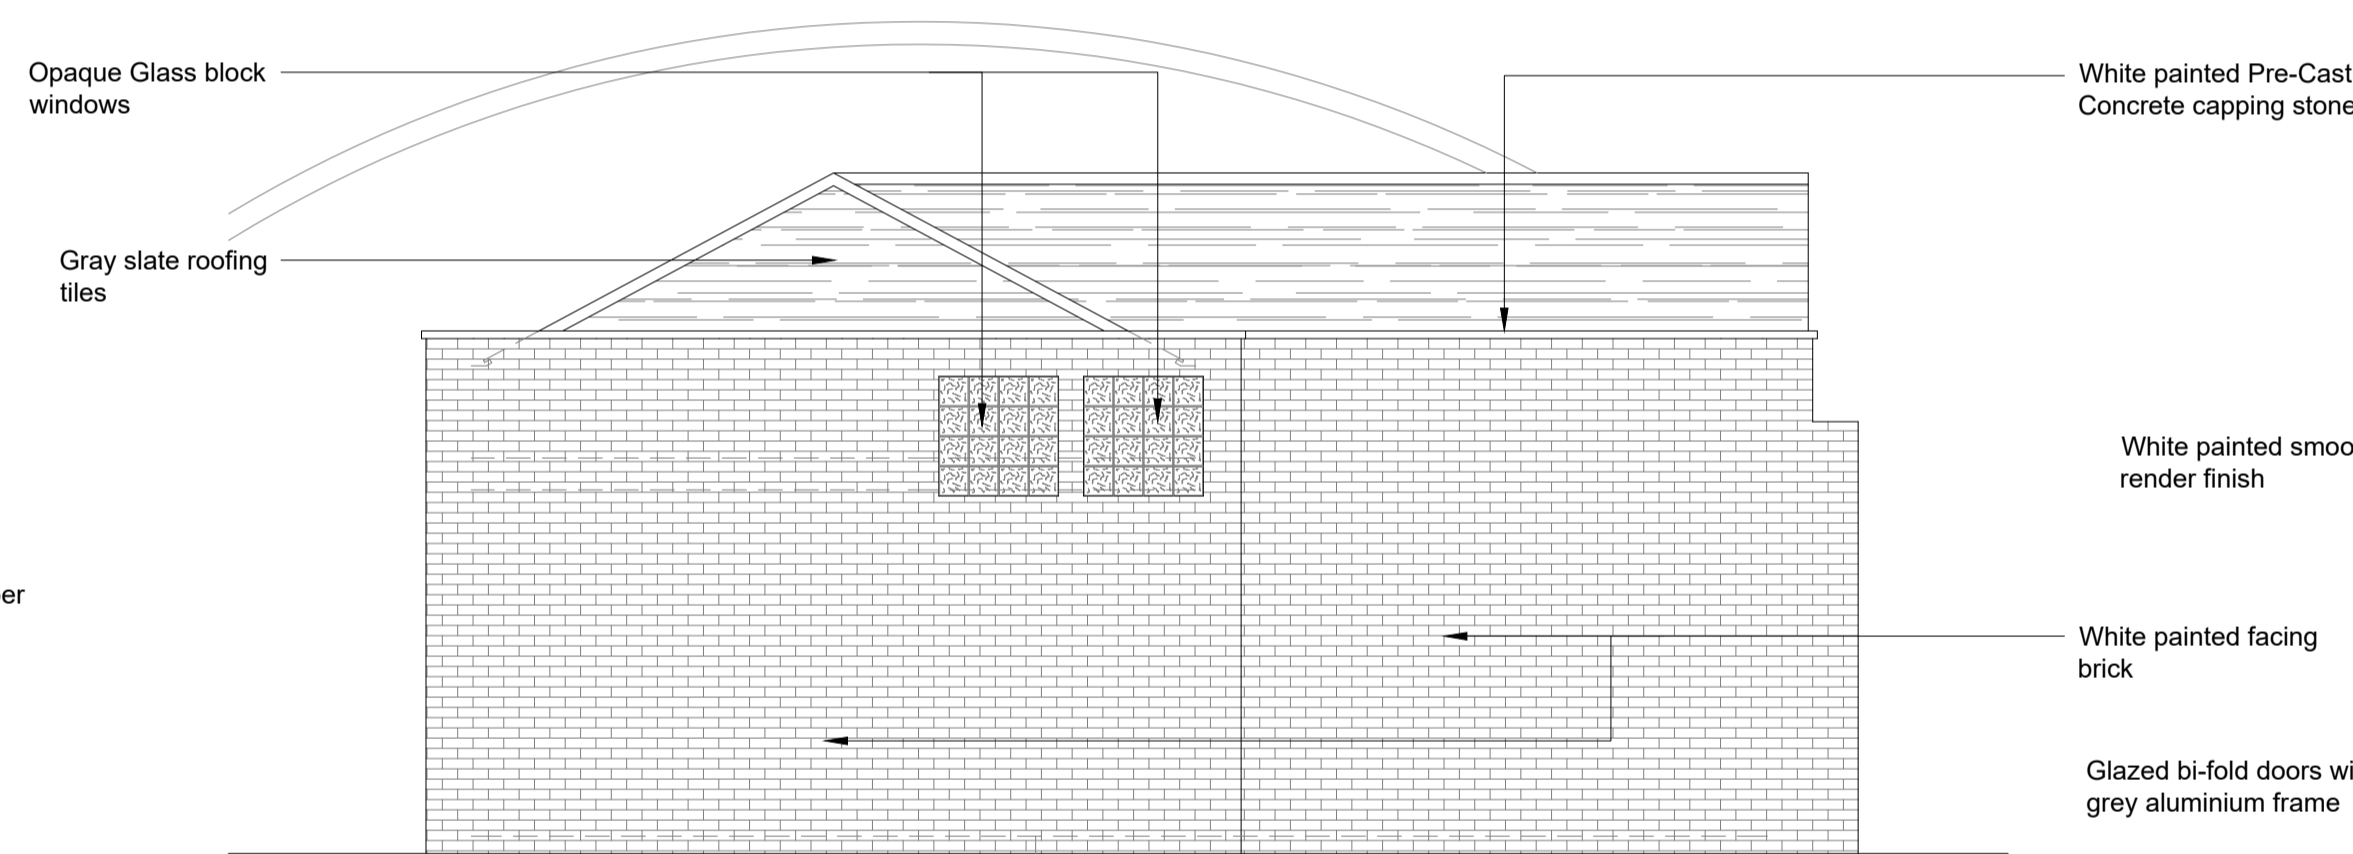 Opaque Glass block
windows
White painted Pre-Cast
Concrete capping stone
Gray slate roofing
tiles
White painted smoo
render finish
er
White painted facing
brick
Glazed bi-fold doors wi
grey aluminium frame